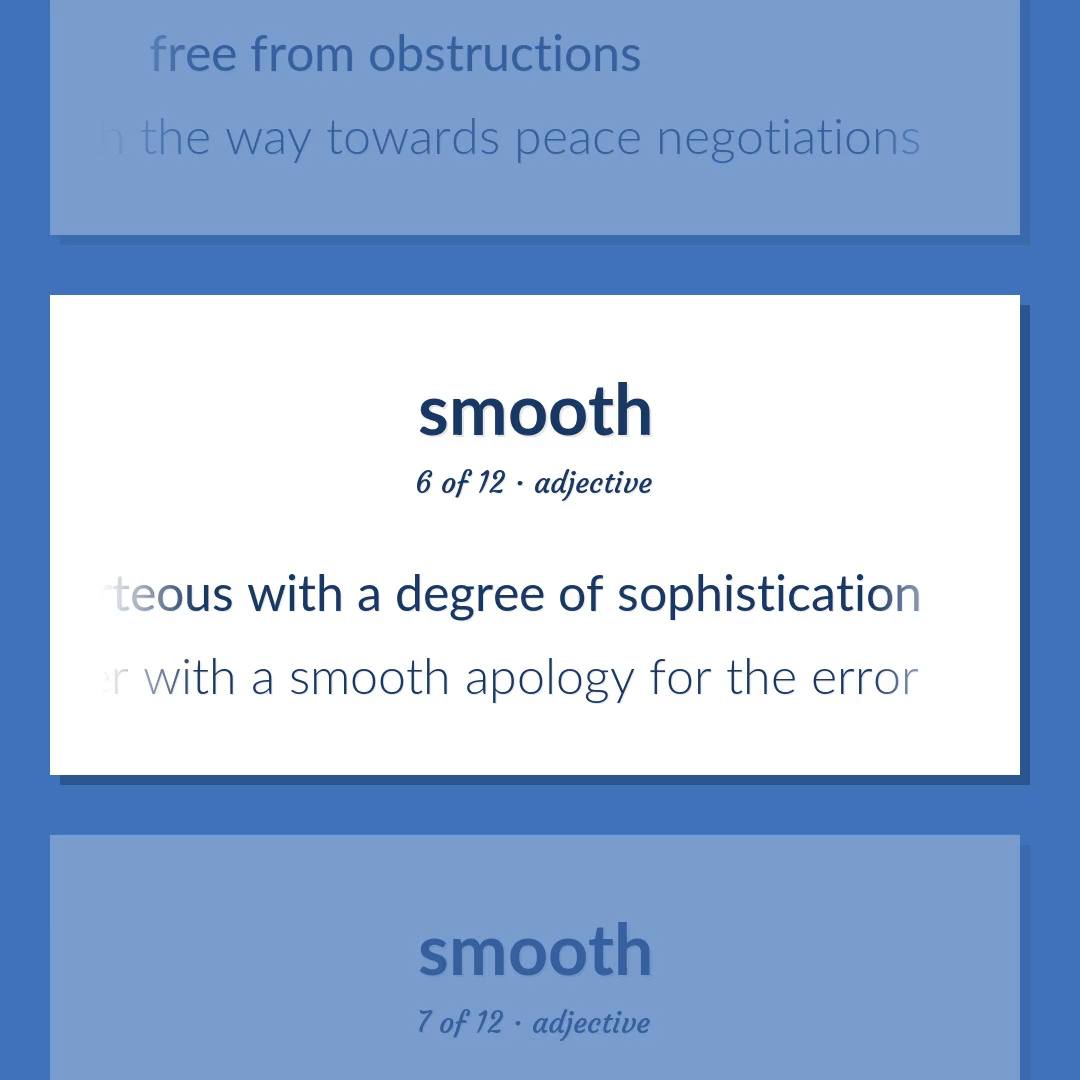 free from obstructions
the way towards peace negotiations
smooth
6 of 12 · adjective
with a degree of sophistication
with a smooth apology for the error
smooth
7 of 12 · adjective